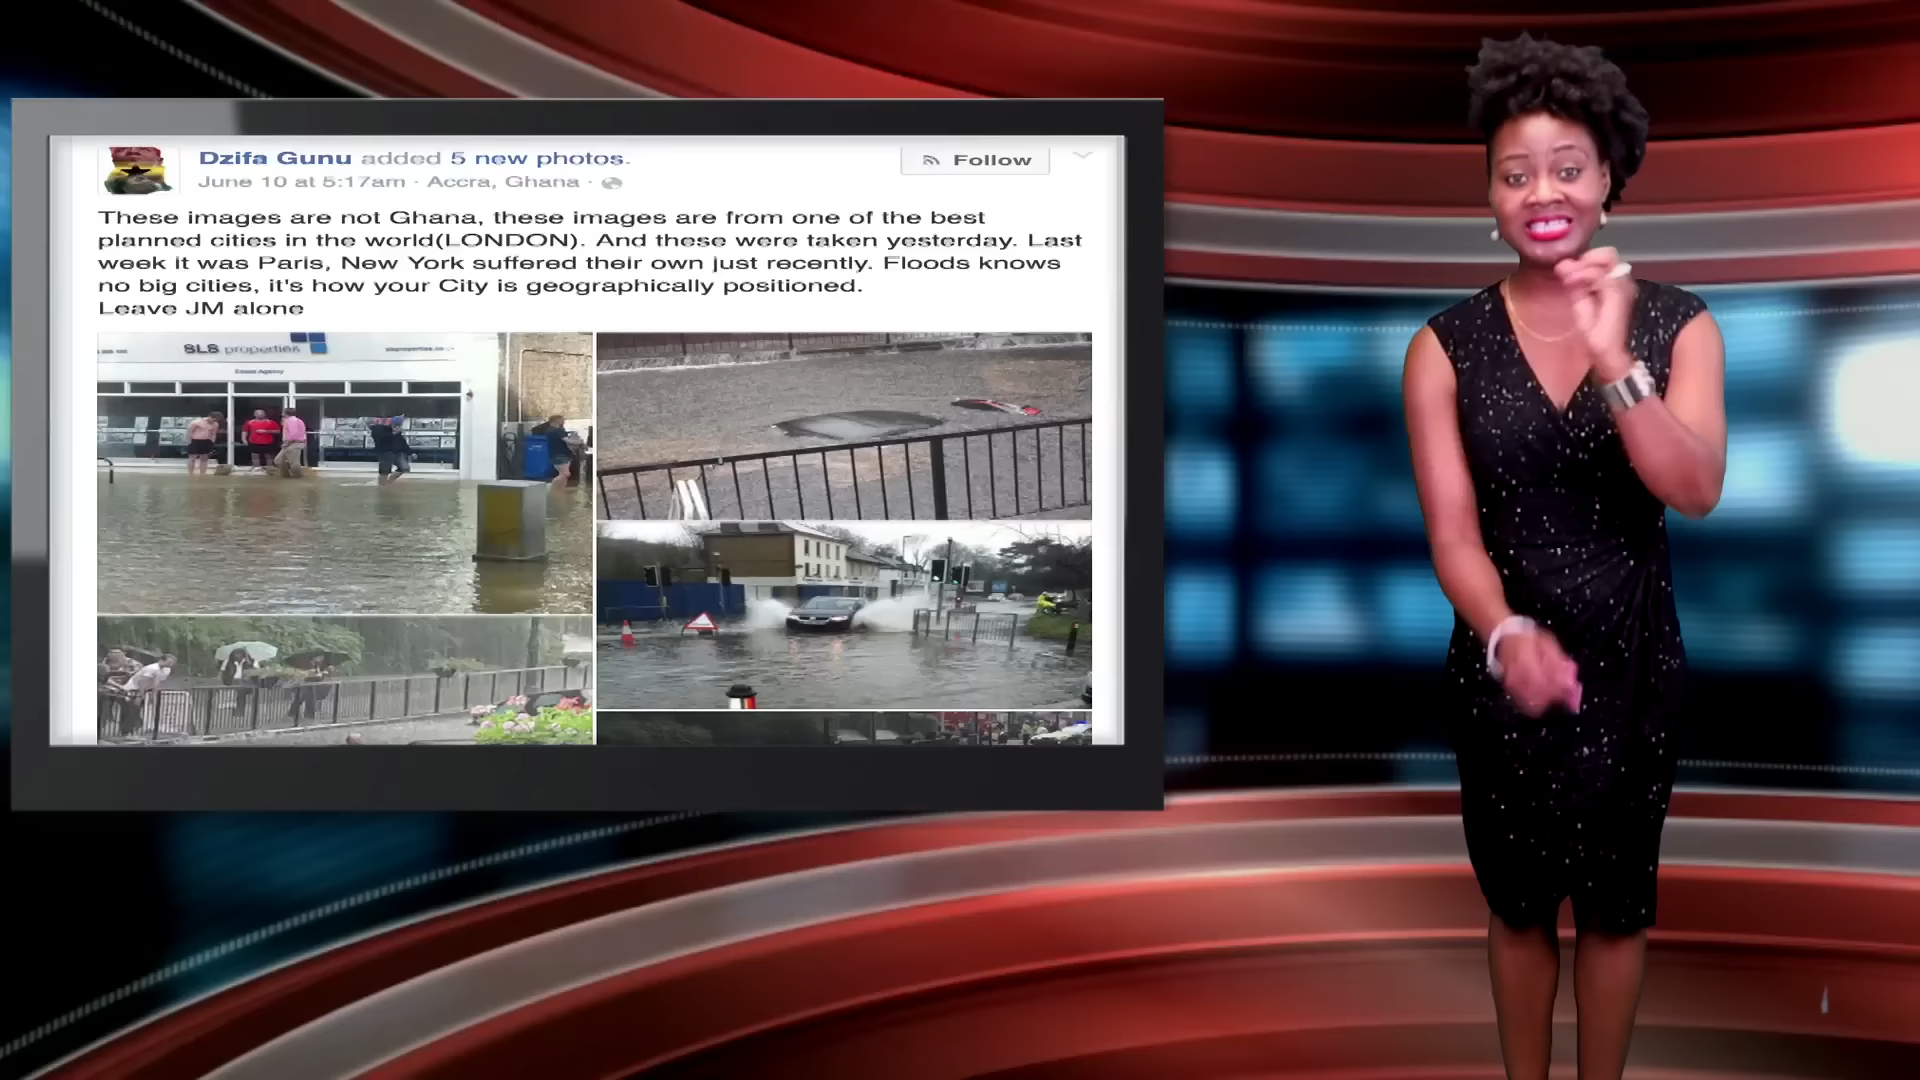 Dzifa Gunu added 5 new photos.
Follow
June 10 at 5:17am · Accra, Ghana ·
These images are not Ghana, these images are from one of the best
planned cities in the world(LONDON). And these were taken yesterday. Last
week it was Paris, New York suffered their own just recently. Floods knows
no big cities, it's how your City is geographically positioned.
Leave JM alone
SLS properties
Estate Agency